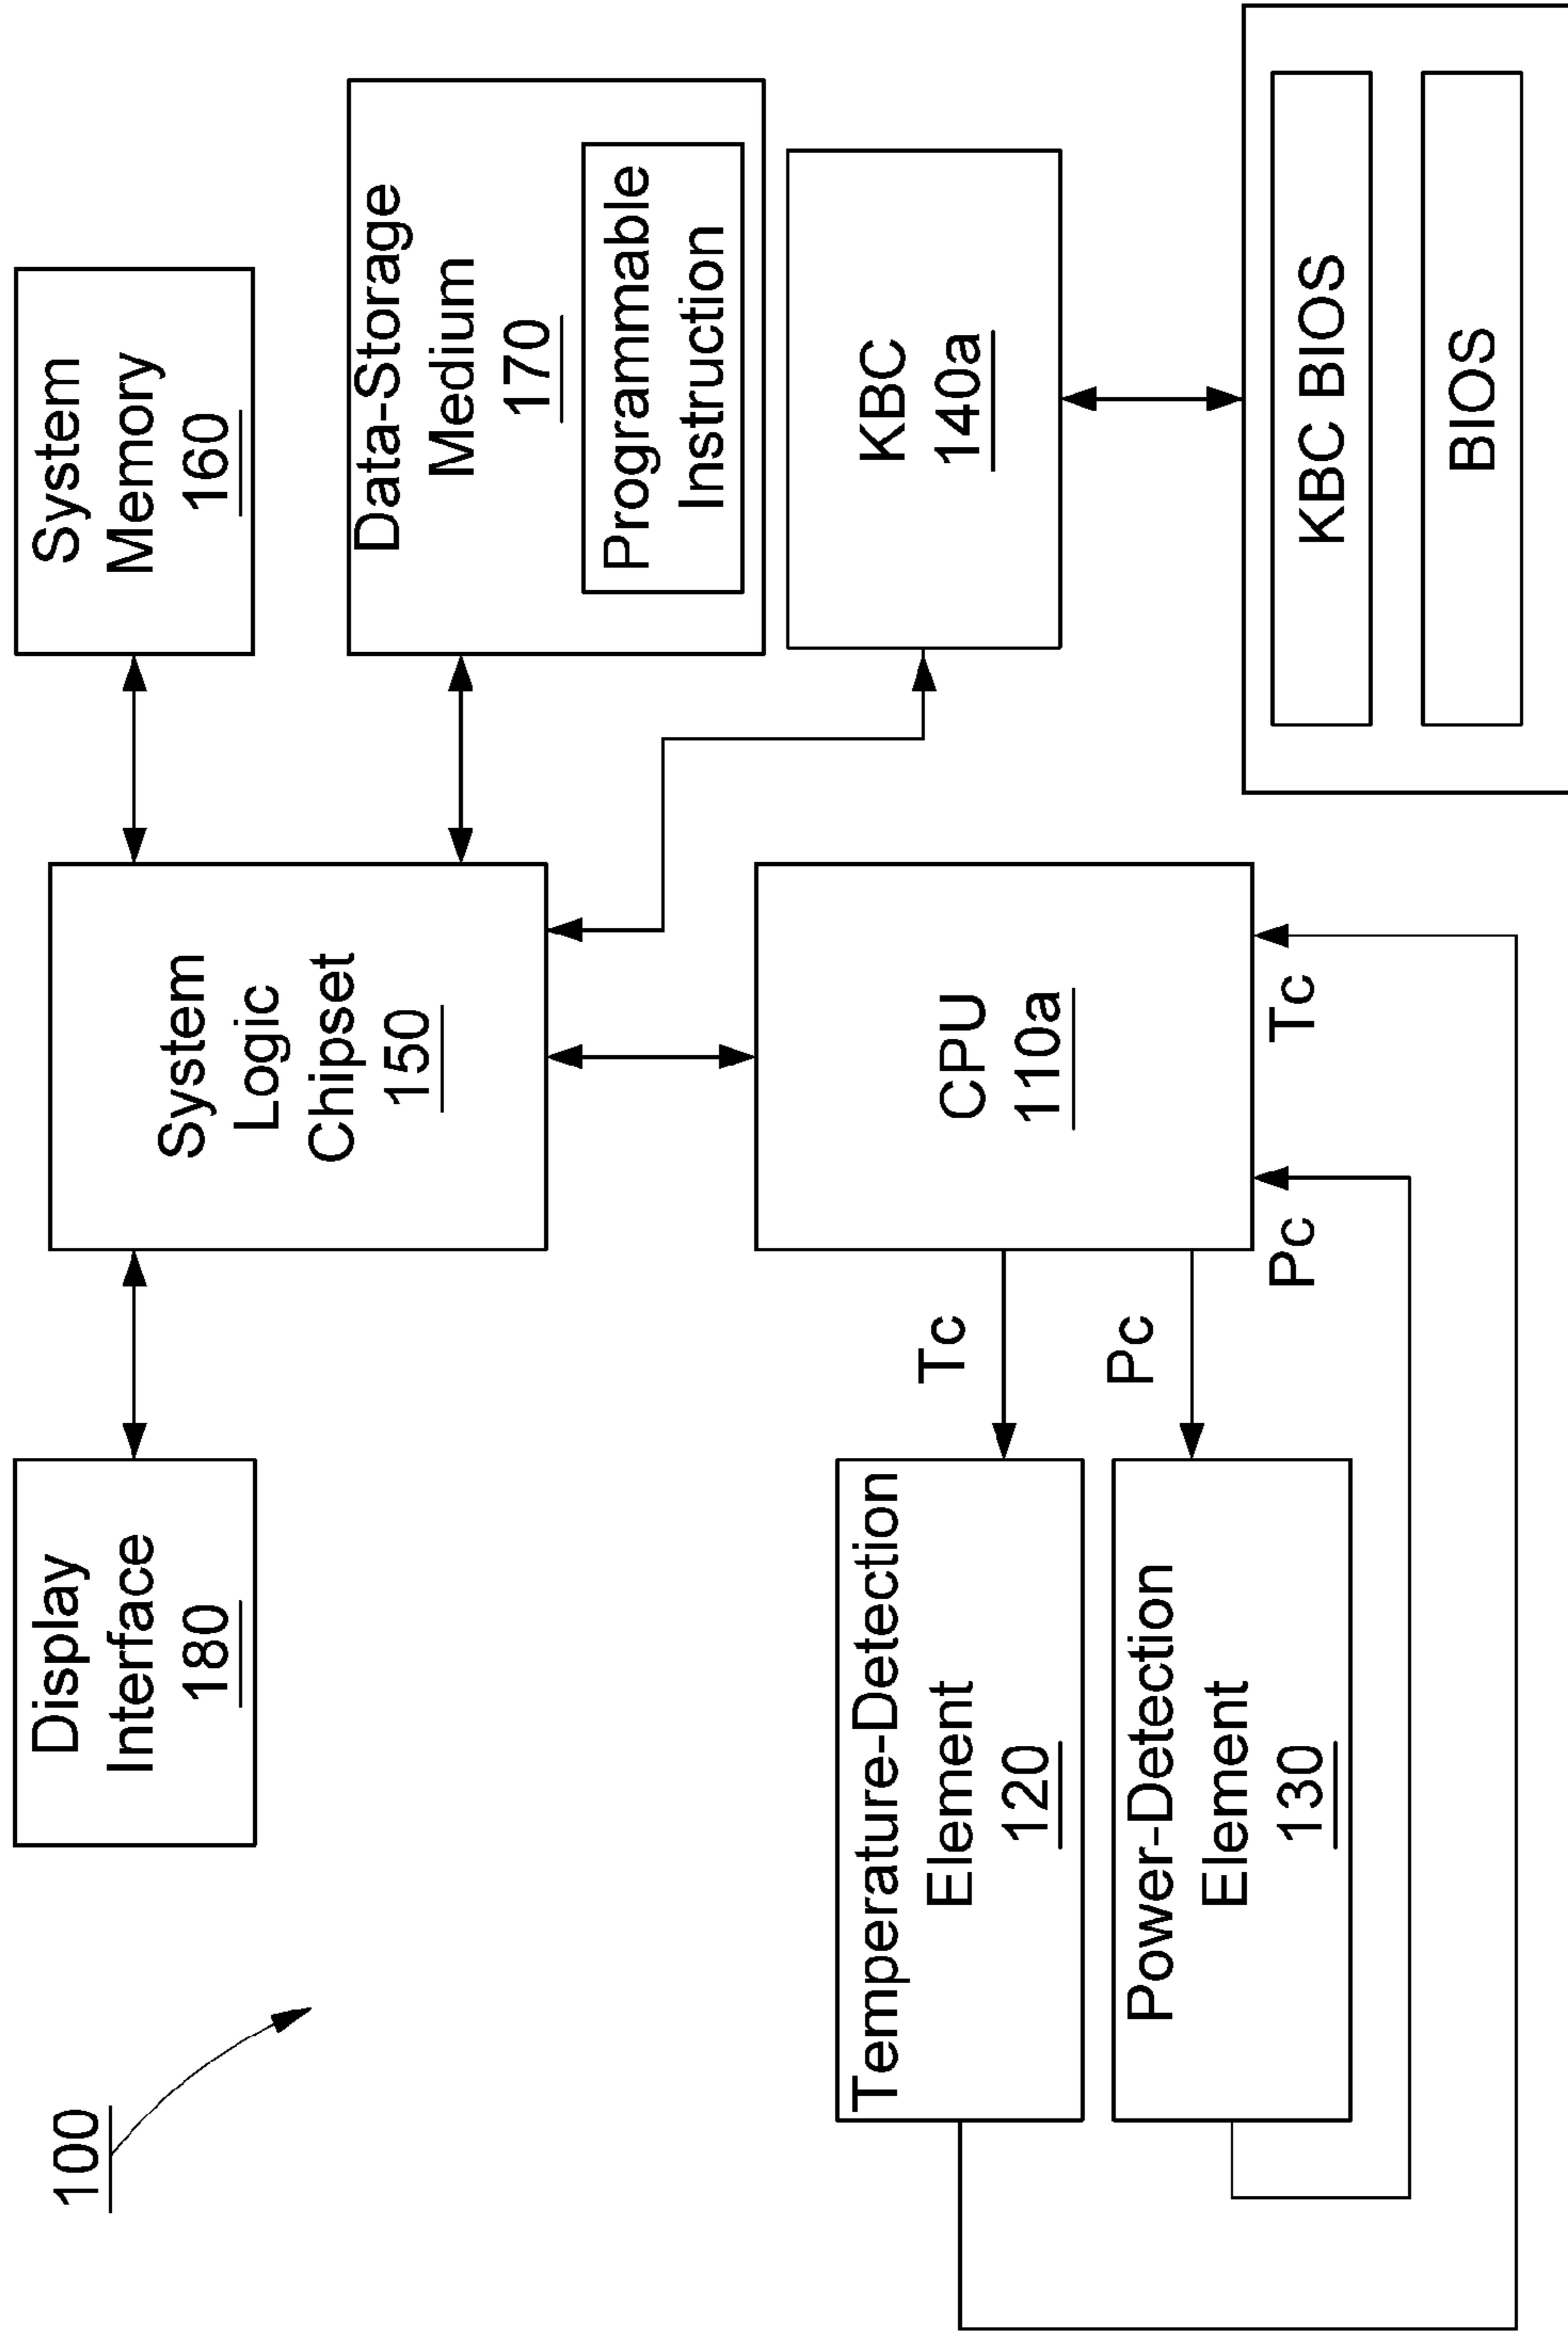 100
Display
Interface
180
System
Logic
Chipset
150
System
Memory
160
Data-Storage
Medium
170
Programmable
Instruction
Temperature-Detection
Element
120
Tc
Power-Detection
Element
130
Pc
CPU
110a
KBC
140a
Pc
Tc
KBC BIOS
BIOS